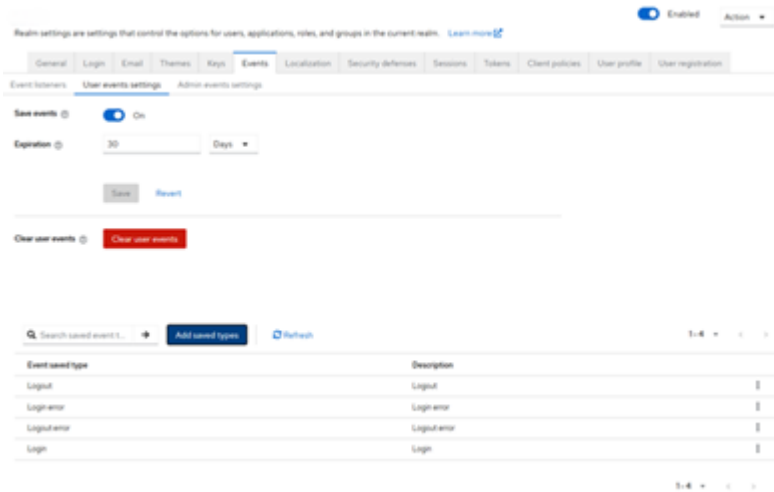 Enabled
Action
Realm settings are settings that control the options for users, applications, roles, and groups in the current realm. Learn more
General Login Email Themes Keys Events Localization Security defenses Sessions Tokens Client policies User profile User registration
Event listeners User events settings Admin events settings
Save events On
Expiration 30 Days
Save Revert
Clear user events Clear user events
Search saved event t... Add saved types Refresh 1-4
Event saved type Description
Logout Logout
Login error Login error
Logout error Logout error
Login Login
1-4